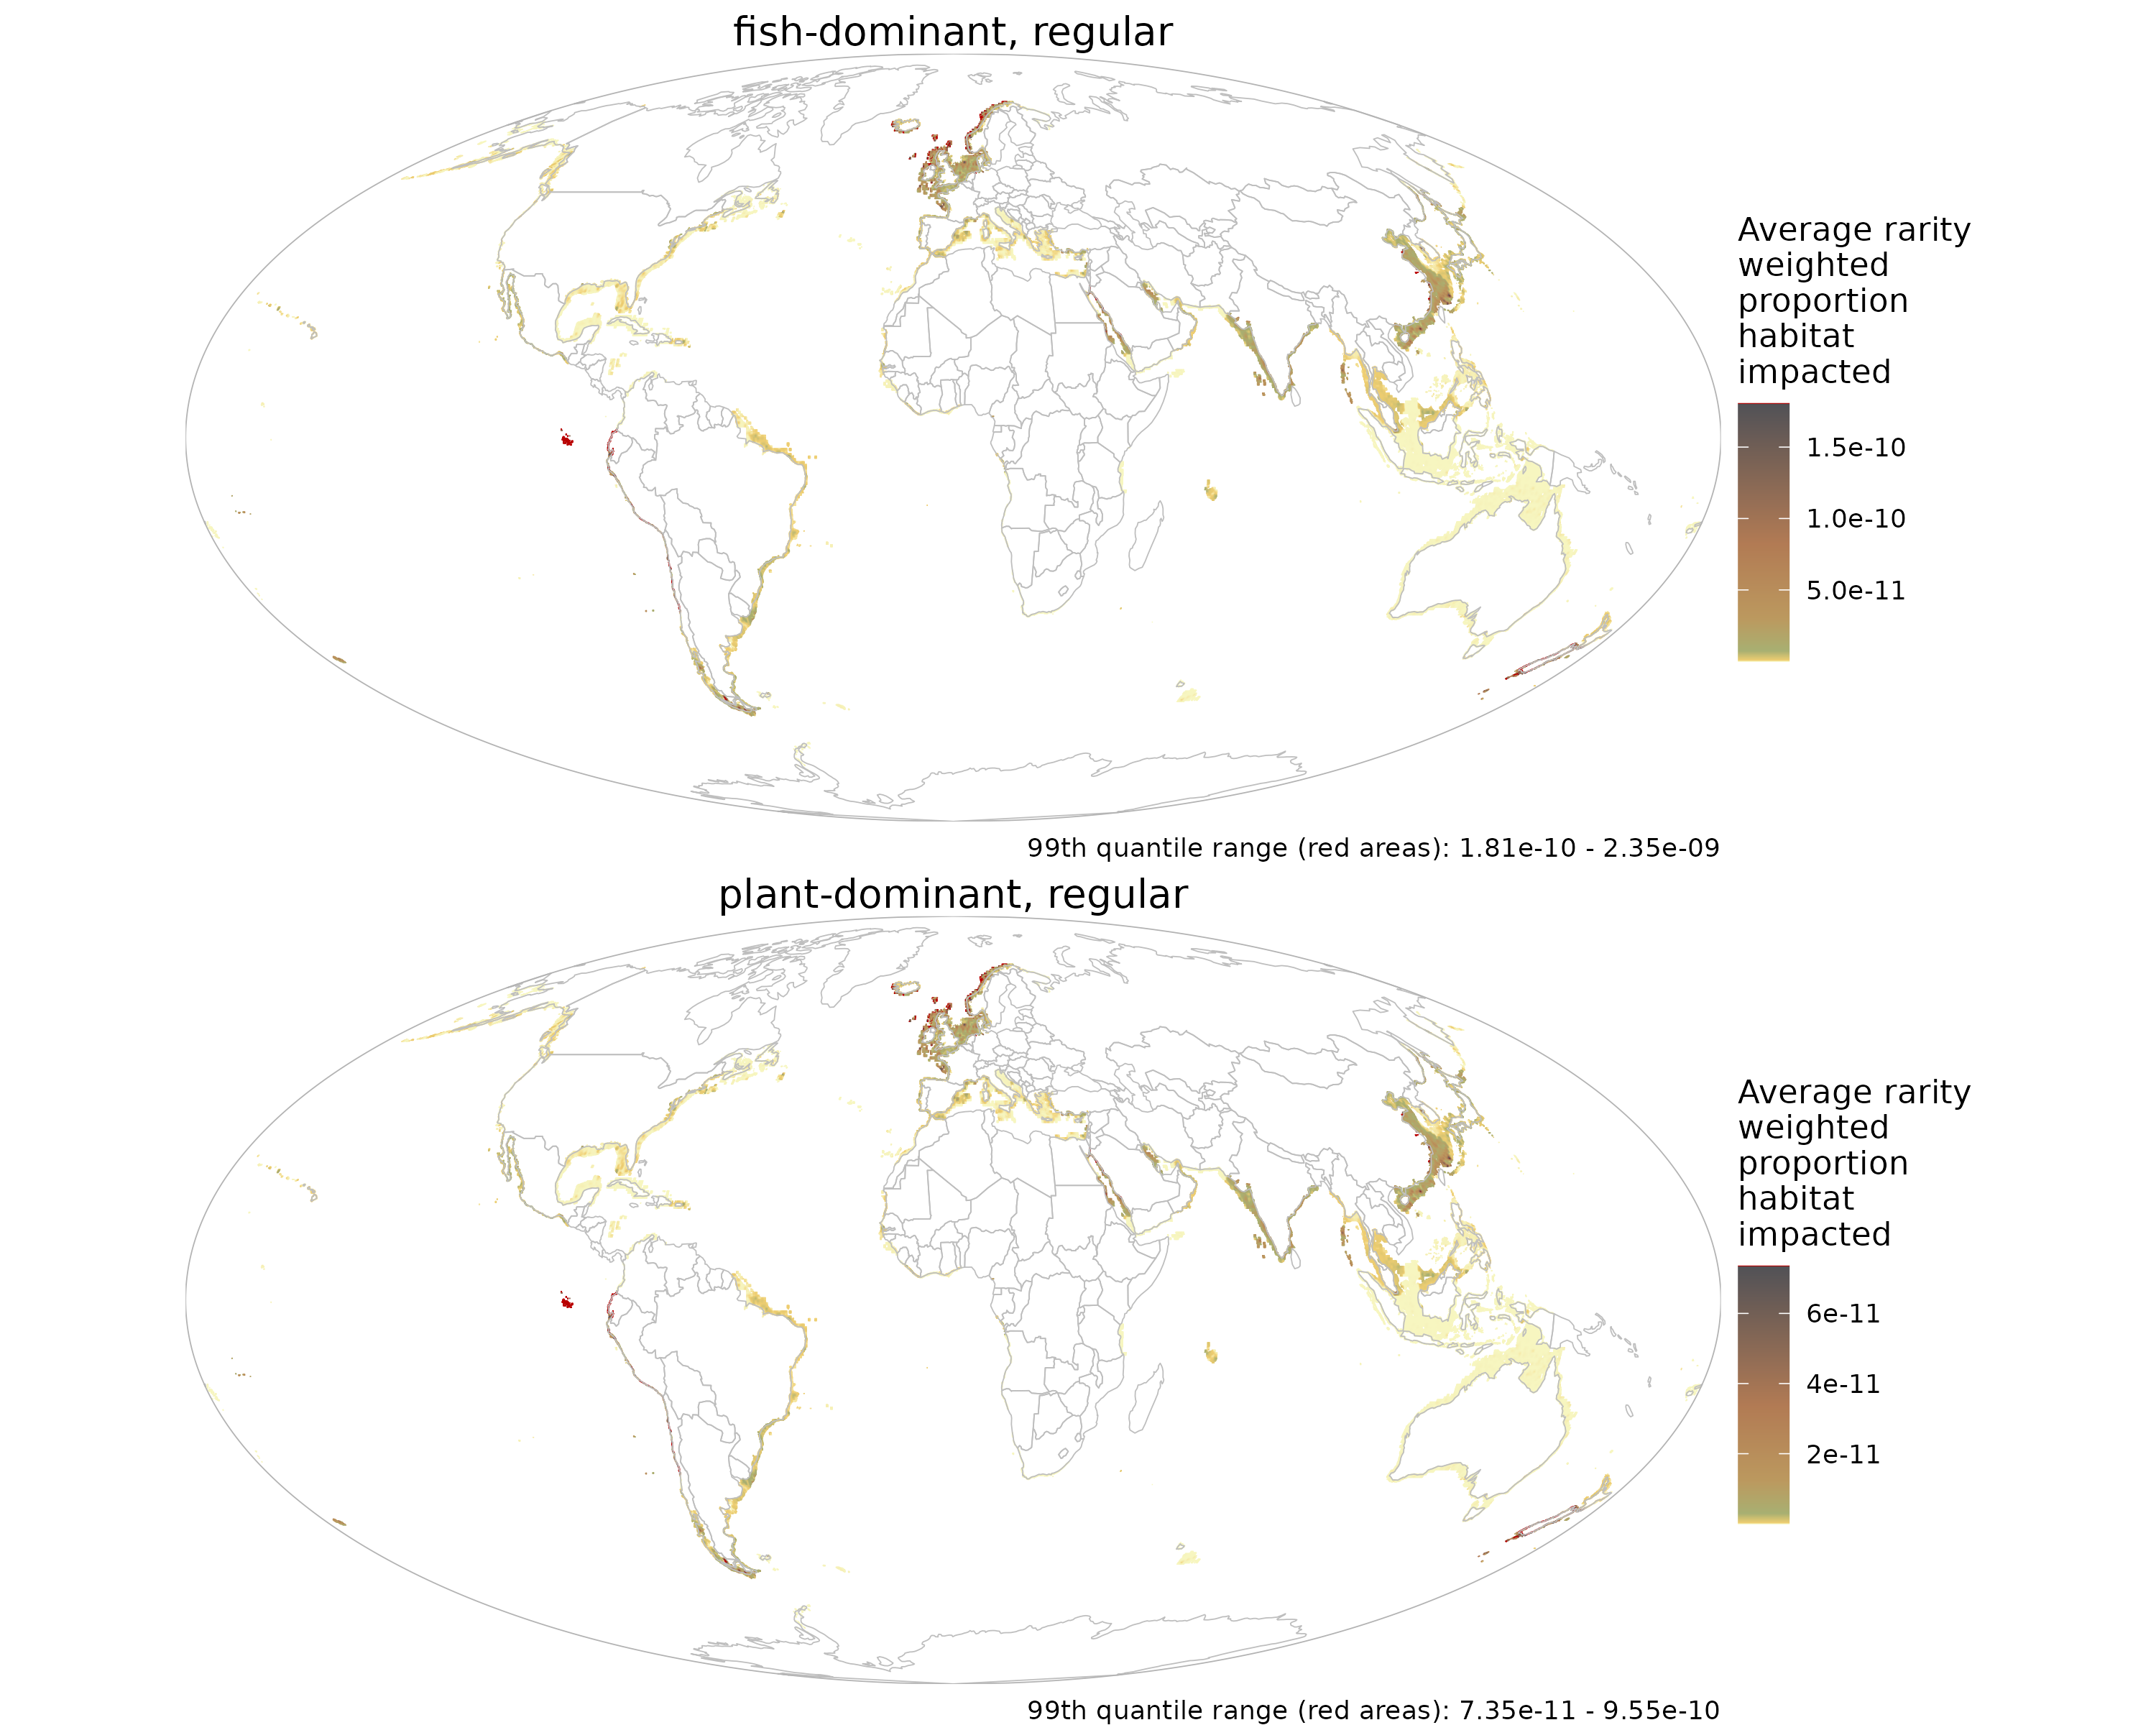 fish-dominant, regular
Average rarity
weighted
proportion
habitat
impacted
1.5e-10
1.0e-10
5.0e-11
99th quantile range (red areas): 1.81e-10 - 2.35e-09
plant-dominant, regular
Average rarity
weighted
proportion
habitat
impacted
6e-11
4e-11
2e-11
99th quantile range (red areas): 7.35e-11 - 9.55e-10